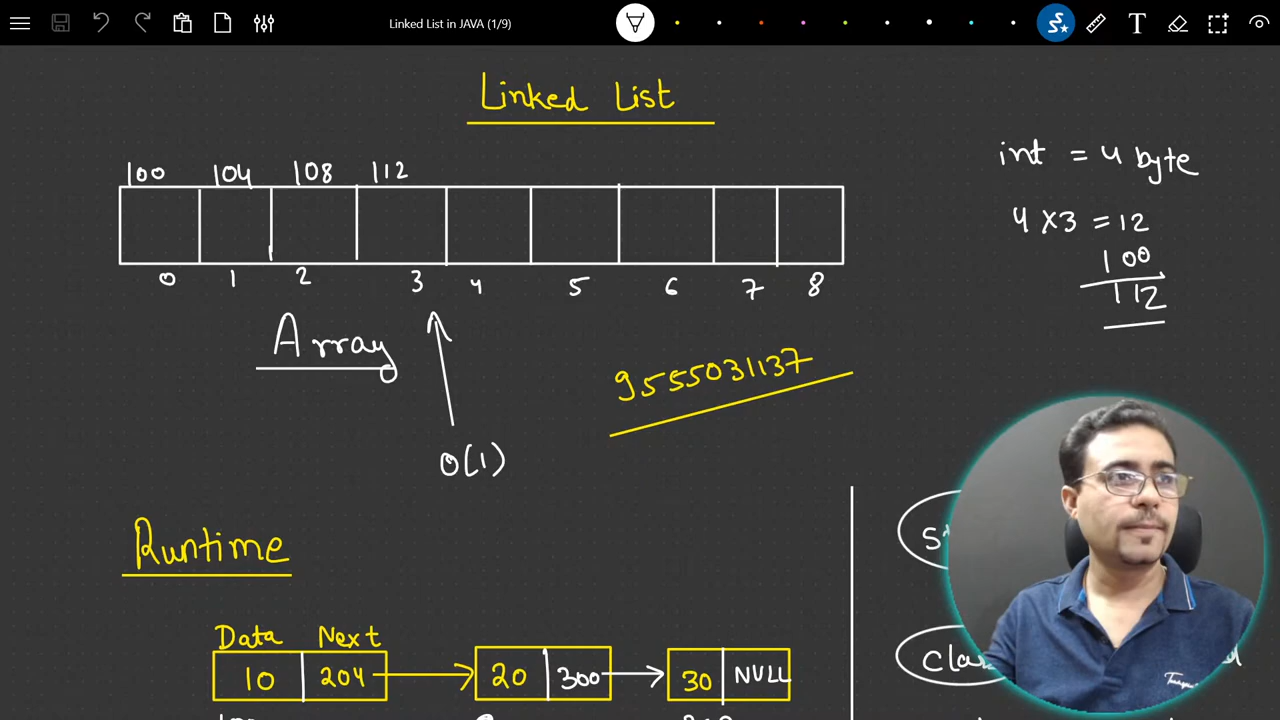 Linked List in JAVA (1/9)
Linked List
100 104 108 112
0 1 2 3 4 5 6 7 8
int = 4 byte
4 x 3 = 12
100
112
Array
9555031137
O(1)
Runtime
Data Next
10 204 20 300 30 NULL